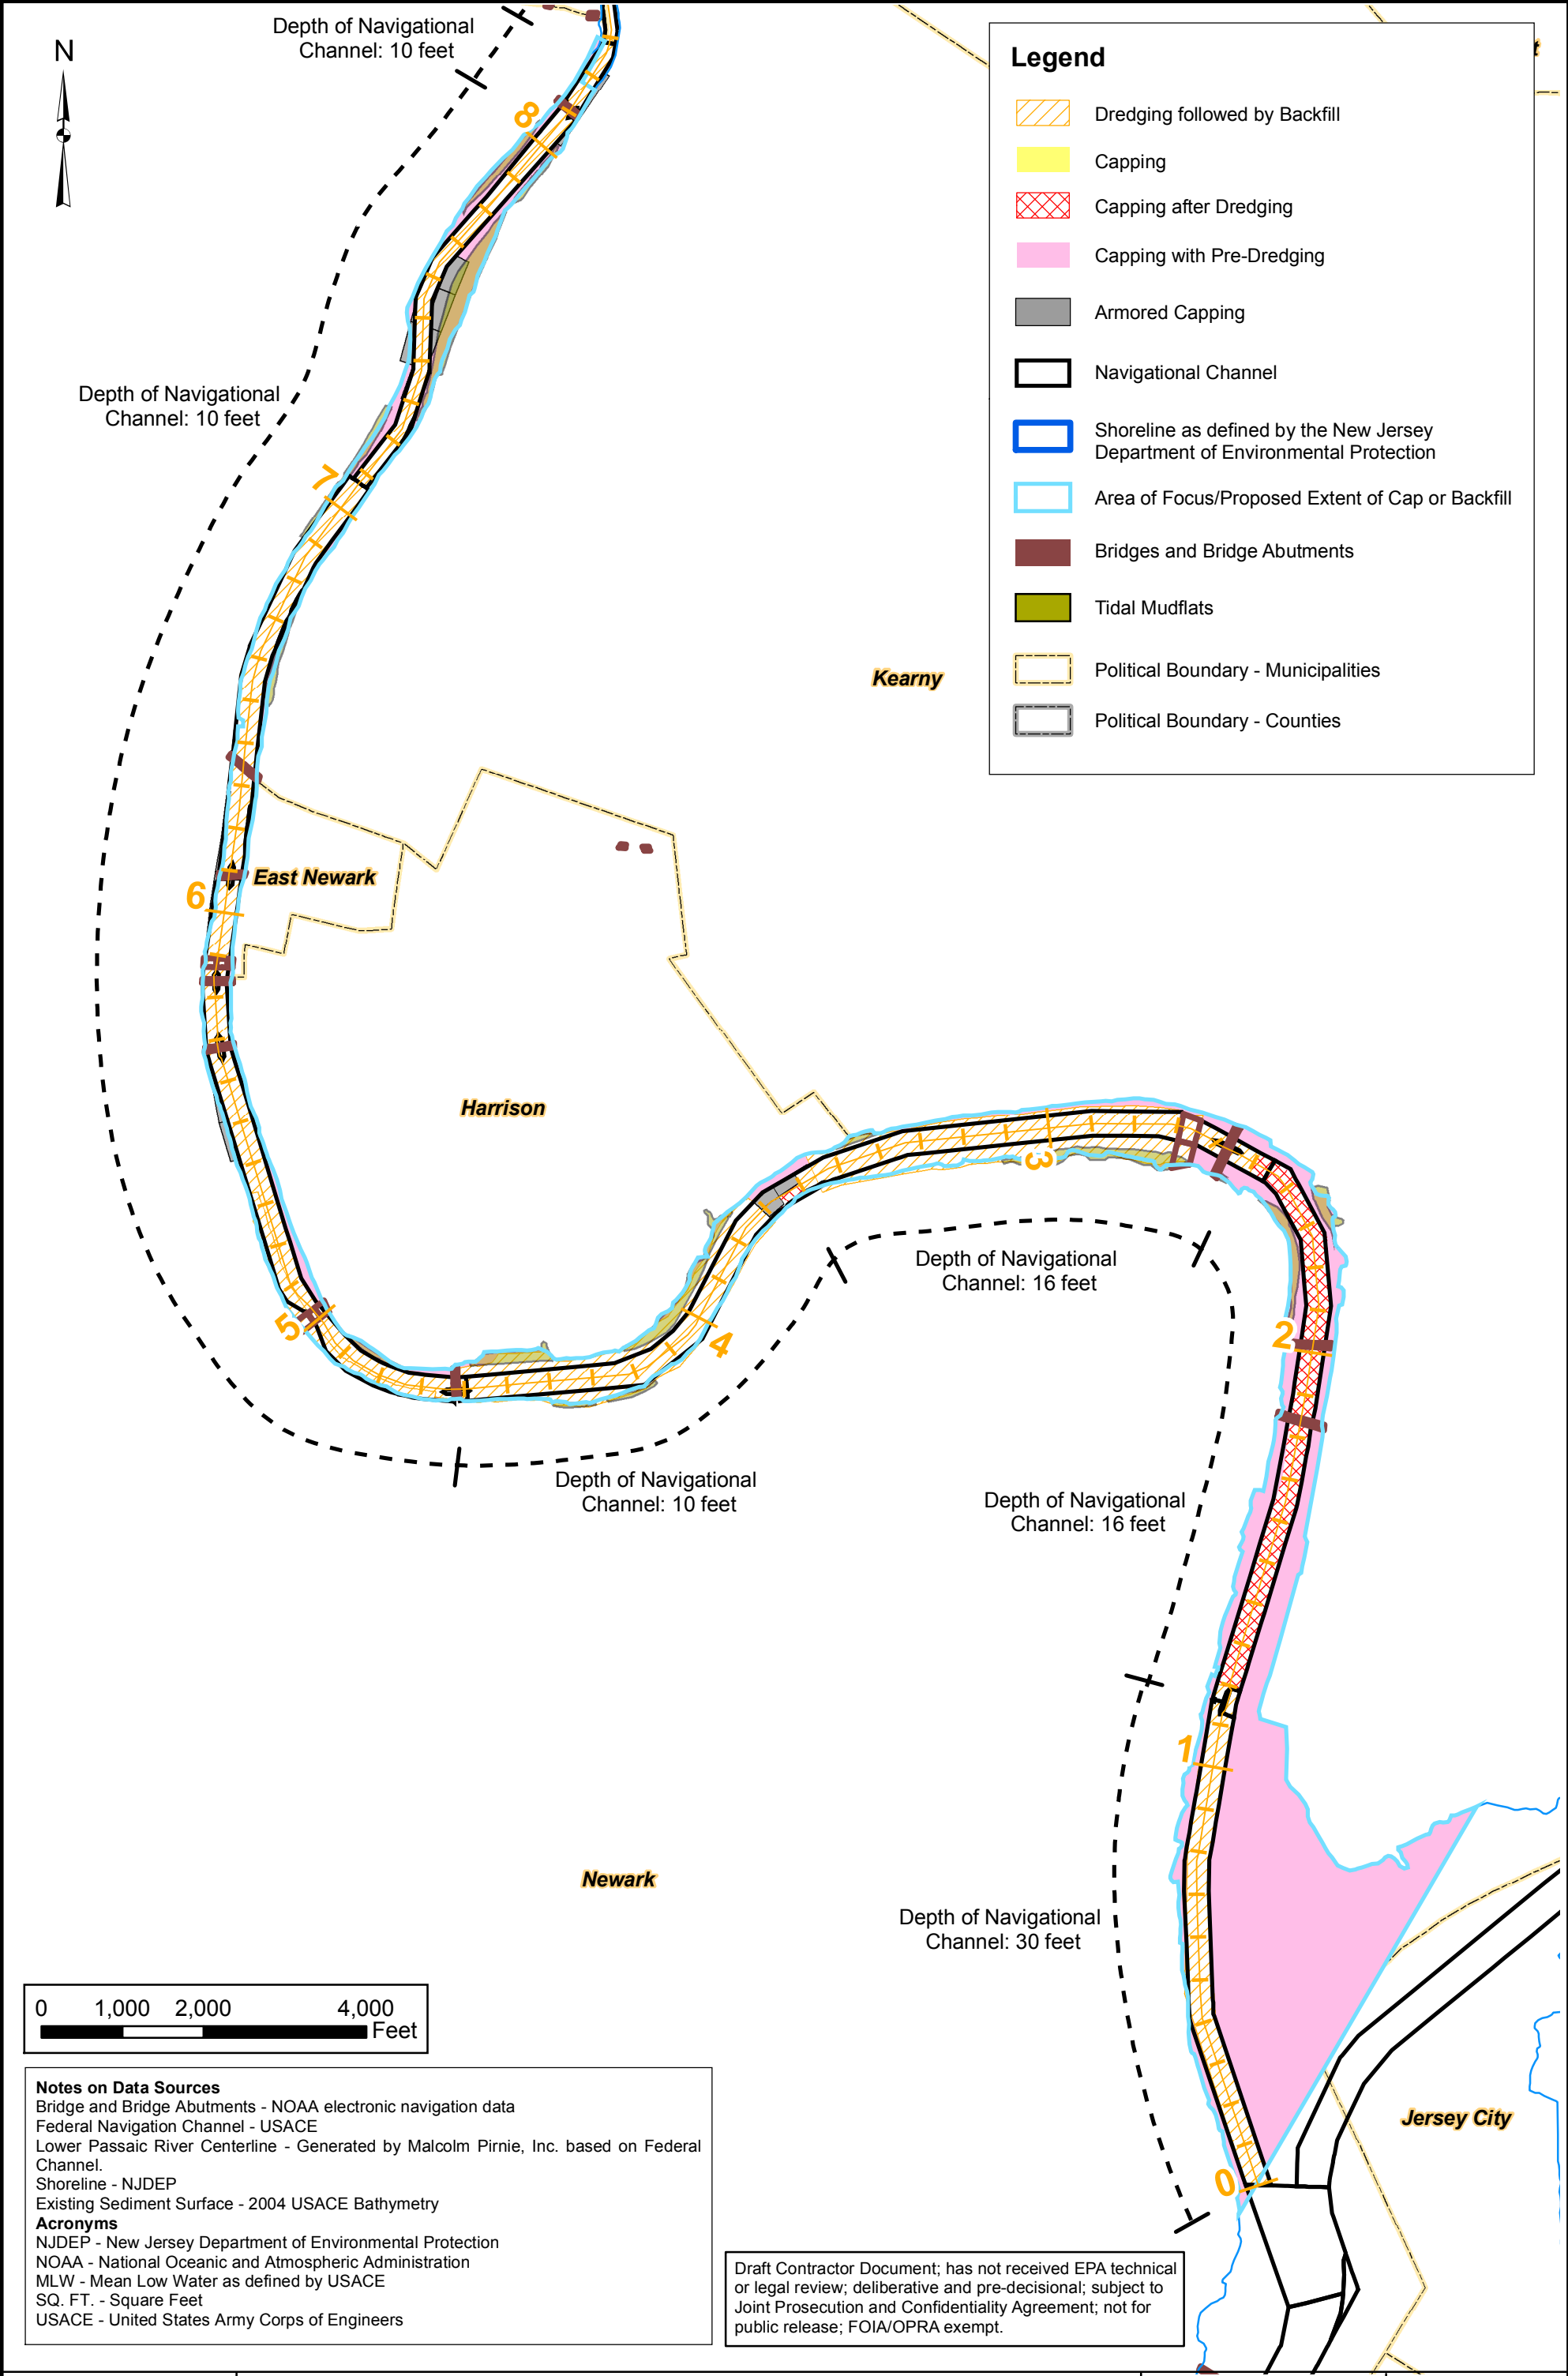 Depth of Navigational
Channel: 10 feet
N
Legend
Dredging followed by Backfill
Capping
Capping after Dredging
Capping with Pre-Dredging
Armored Capping
Navigational Channel
Shoreline as defined by the New Jersey
Department of Environmental Protection
Area of Focus/Proposed Extent of Cap or Backfill
Bridges and Bridge Abutments
Tidal Mudflats
Political Boundary - Municipalities
Political Boundary - Counties
8
Depth of Navigational
Channel: 10 feet
7
Kearny
East Newark
6
Harrison
3
Depth of Navigational
Channel: 16 feet
5
4
2
Depth of Navigational
Channel: 10 feet
Depth of Navigational
Channel: 16 feet
1
Newark
Depth of Navigational
Channel: 30 feet
0 1,000 2,000 4,000
Feet
Jersey City
0
Notes on Data Sources
Bridge and Bridge Abutments - NOAA electronic navigation data
Federal Navigation Channel - USACE
Lower Passaic River Centerline - Generated by Malcolm Pirnie, Inc. based on Federal
Channel.
Shoreline - NJDEP
Existing Sediment Surface - 2004 USACE Bathymetry
Acronyms
NJDEP - New Jersey Department of Environmental Protection
NOAA - National Oceanic and Atmospheric Administration
MLW - Mean Low Water as defined by USACE
SQ. FT. - Square Feet
USACE - United States Army Corps of Engineers
Draft Contractor Document; has not received EPA technical
or legal review; deliberative and pre-decisional; subject to
Joint Prosecution and Confidentiality Agreement; not for
public release; FOIA/OPRA exempt.